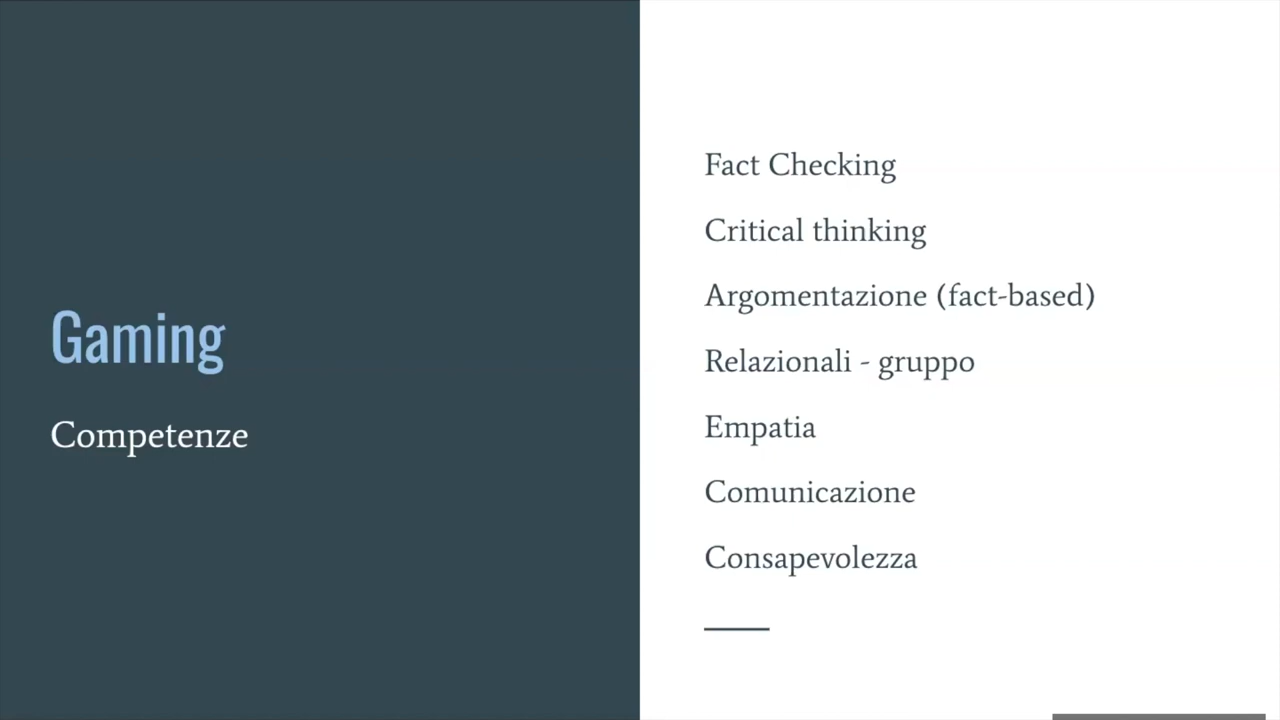 Gaming
Competenze
Fact Checking
Critical thinking
Argomentazione (fact-based)
Relazionali - gruppo
Empatia
Comunicazione
Consapevolezza